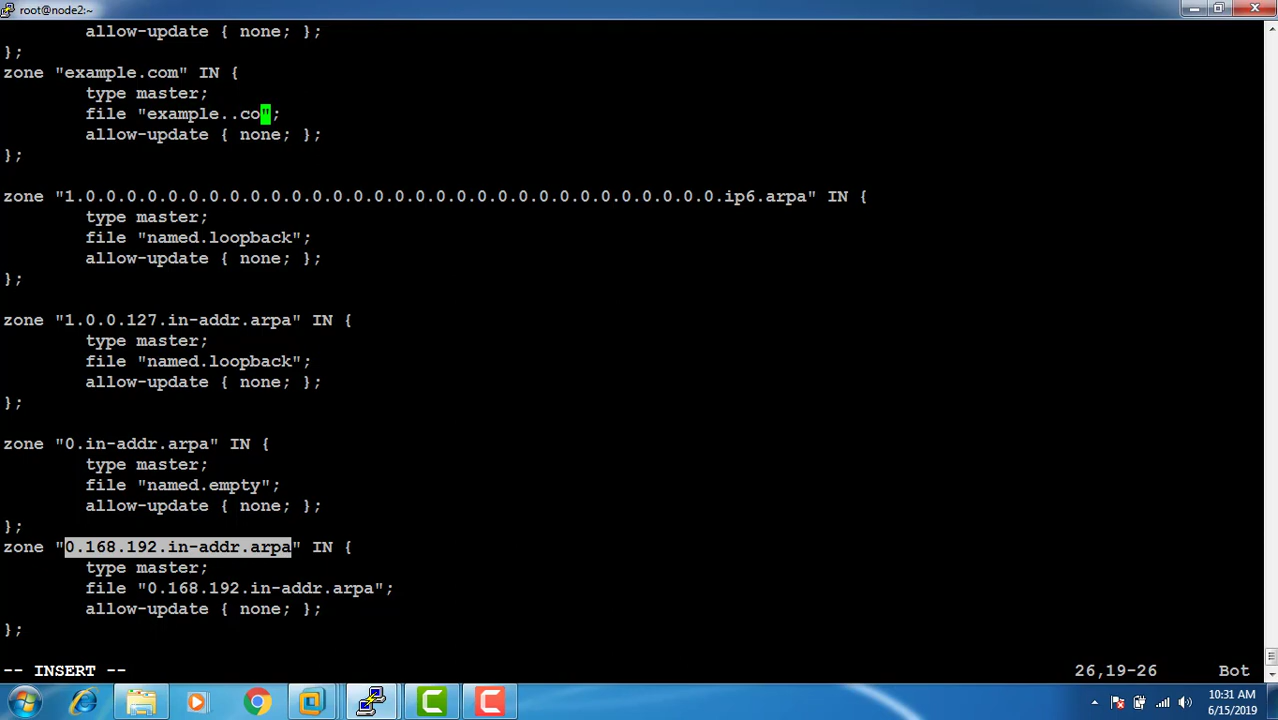 root@node2:~
allow-update { none; };
};
zone "example.com" IN {
type master;
file "example..co";
allow-update { none; };
};
zone "1.0.0.0.0.0.0.0.0.0.0.0.0.0.0.0.0.0.0.0.0.0.0.0.0.0.0.0.0.0.0.0.ip6.arpa" IN {
type master;
file "named.loopback";
allow-update { none; };
};
zone "1.0.0.127.in-addr.arpa" IN {
type master;
file "named.loopback";
allow-update { none; };
};
zone "0.in-addr.arpa" IN {
type master;
file "named.empty";
allow-update { none; };
};
zone "0.168.192.in-addr.arpa" IN {
type master;
file "0.168.192.in-addr.arpa";
allow-update { none; };
};
-- INSERT -- 26,19-26 Bot
10:31 AM
6/15/2019